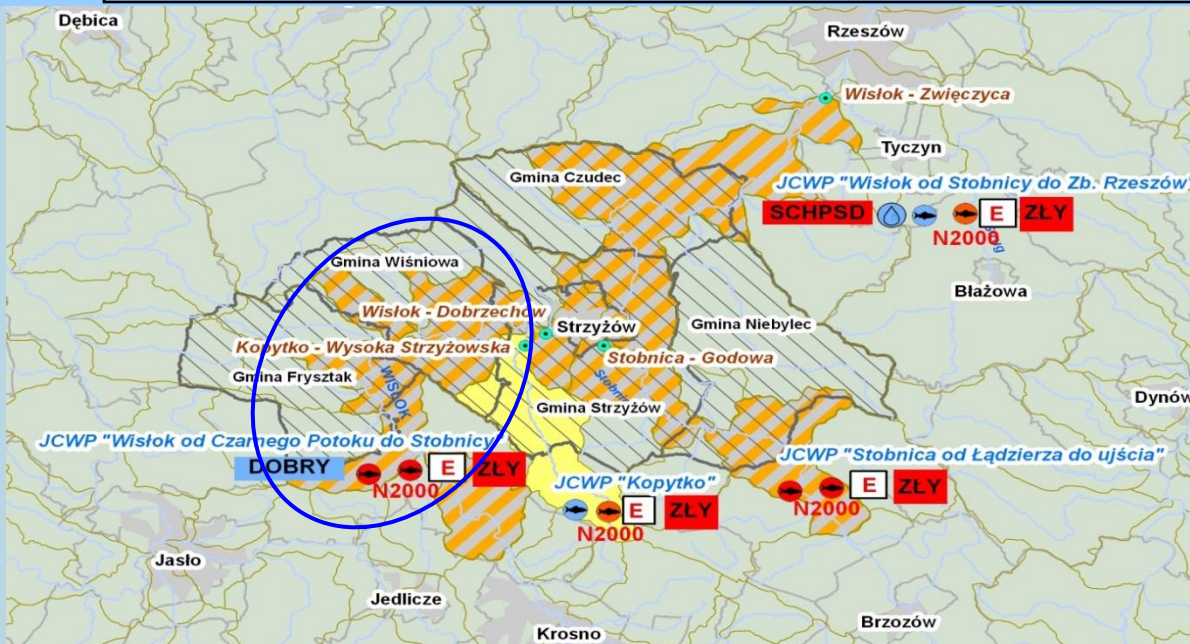 Dębica
Rzeszów
Wisłok - Zwięczyca
Tyczyn
Gmina Czudec
JCWP "Wisłok od Stobnicy do Zb. Rzeszów"
SCHPSD
E
ZŁY
N2000
Błażowa
Gmina Wiśniowa
Wisłok - Dobrzechów
Strzyżów
Gmina Niebylec
Kopytko - Wysoka Strzyżowska
Stobnica - Godowa
Gmina Frysztak
WISŁOK
Gmina Strzyżów
Dynów
JCWP "Wisłok od Czarnego Potoku do Stobnicy"
DOBRY
E
ZŁY
N2000
JCWP "Stobnica od Łądzierza do ujścia"
E
ZŁY
N2000
JCWP "Kopytko"
E
ZŁY
N2000
Jasło
Jedlicze
Krosno
Brzozów